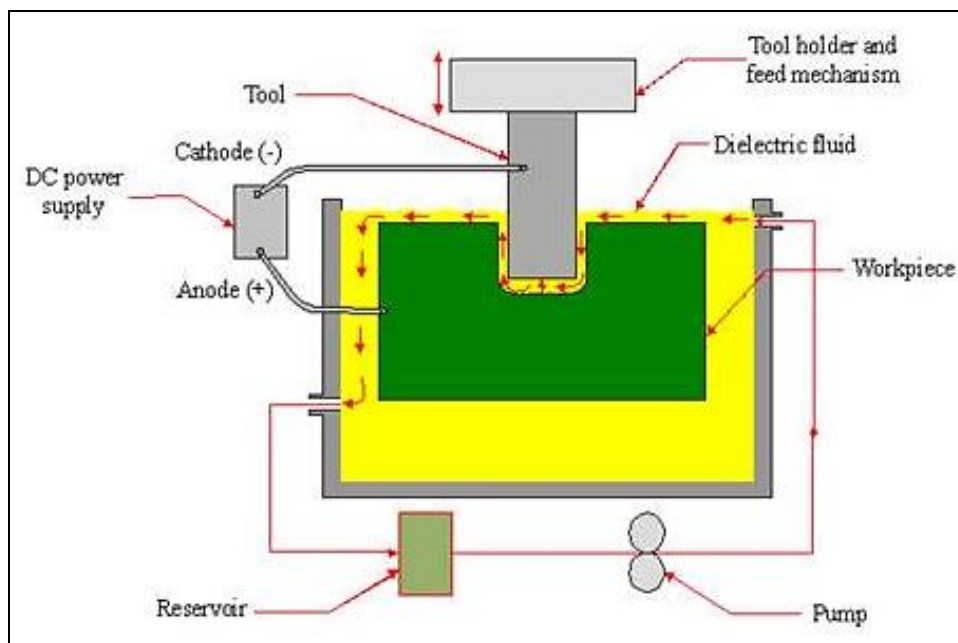 Tool holder and
feed mechanism
Tool
Cathode (-)
Dielectric fluid
DC power
supply
Workpiece
Anode (+)
Reservoir
Pump